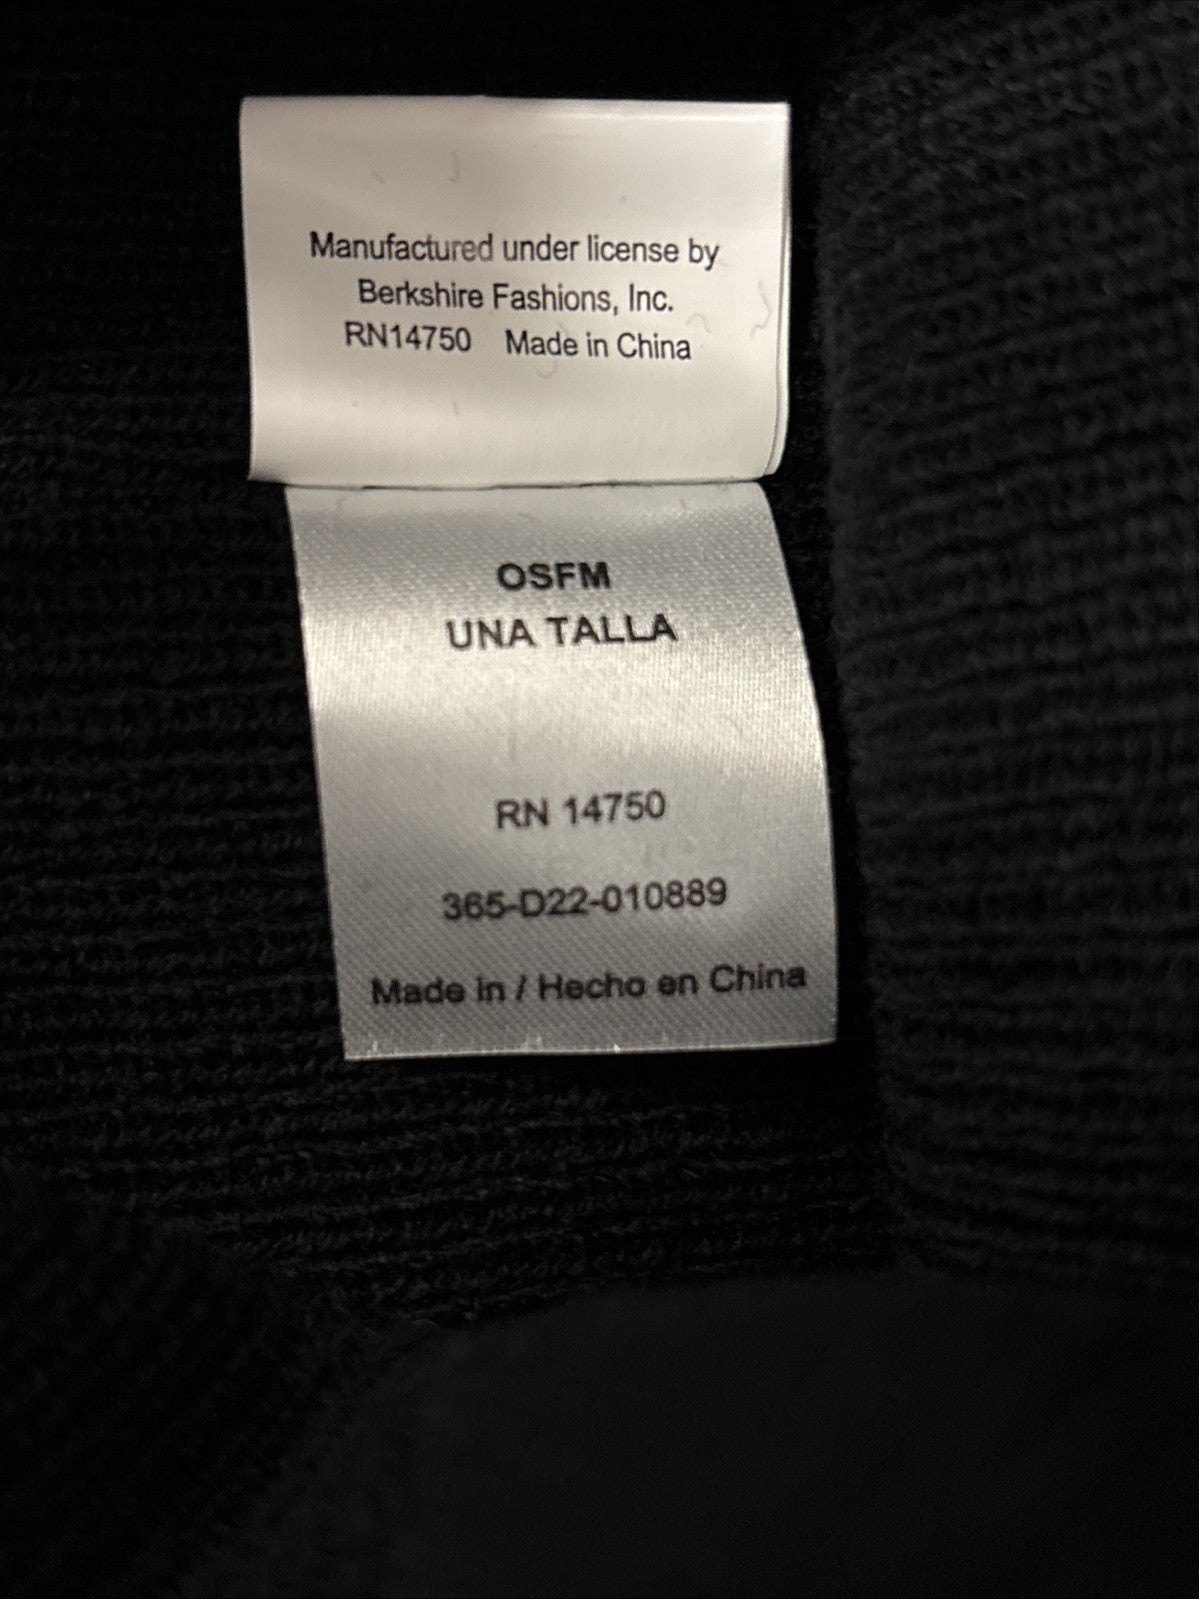 Manufactured under license by
Berkshire Fashions, Inc.
RN14750 Made in China
OSFM
UNA TALLA
RN 14750
365-D22-010889
Made in / Hecho en China